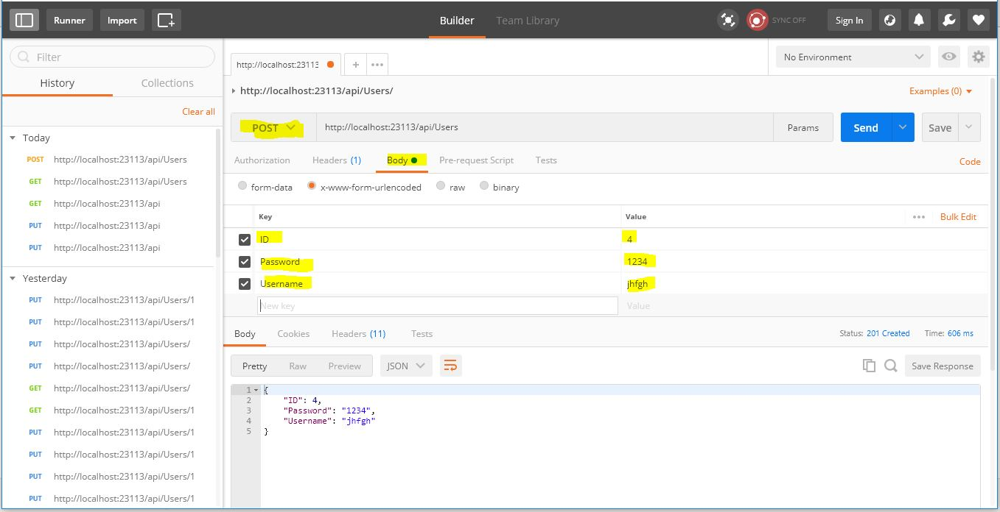 Runner Import Builder Team Library SYNC OFF Sign In
Filter
History Collections
Clear all
Today
POST http://localhost:23113/api/Users
GET http://localhost:23113/api/Users
GET http://localhost:23113/api
PUT http://localhost:23113/api
PUT http://localhost:23113/api
Yesterday
PUT http://localhost:23113/api/Users/1
PUT http://localhost:23113/api/Users/1
PUT http://localhost:23113/api/Users/
PUT http://localhost:23113/api/Users/
GET http://localhost:23113/api/Users/
GET http://localhost:23113/api/Users/1
PUT http://localhost:23113/api/Users/1
PUT http://localhost:23113/api/Users/1
PUT http://localhost:23113/api/Users/1
PUT http://localhost:23113/api/Users/1
http://localhost:23113 + ••• No Environment
http://localhost:23113/api/Users/ Examples (0)
POST http://localhost:23113/api/Users Params Send Save
Authorization Headers (1) Body Pre-request Script Tests Code
form-data x-www-form-urlencoded raw binary
Key Value ••• Bulk Edit
ID 4
Password 1234
Username jhfgh
New key Value
Body Cookies Headers (11) Tests Status: 201 Created Time: 606 ms
Pretty Raw Preview JSON Save Response
1 {
2 "ID": 4,
3 "Password": "1234",
4 "Username": "jhfgh"
5 }